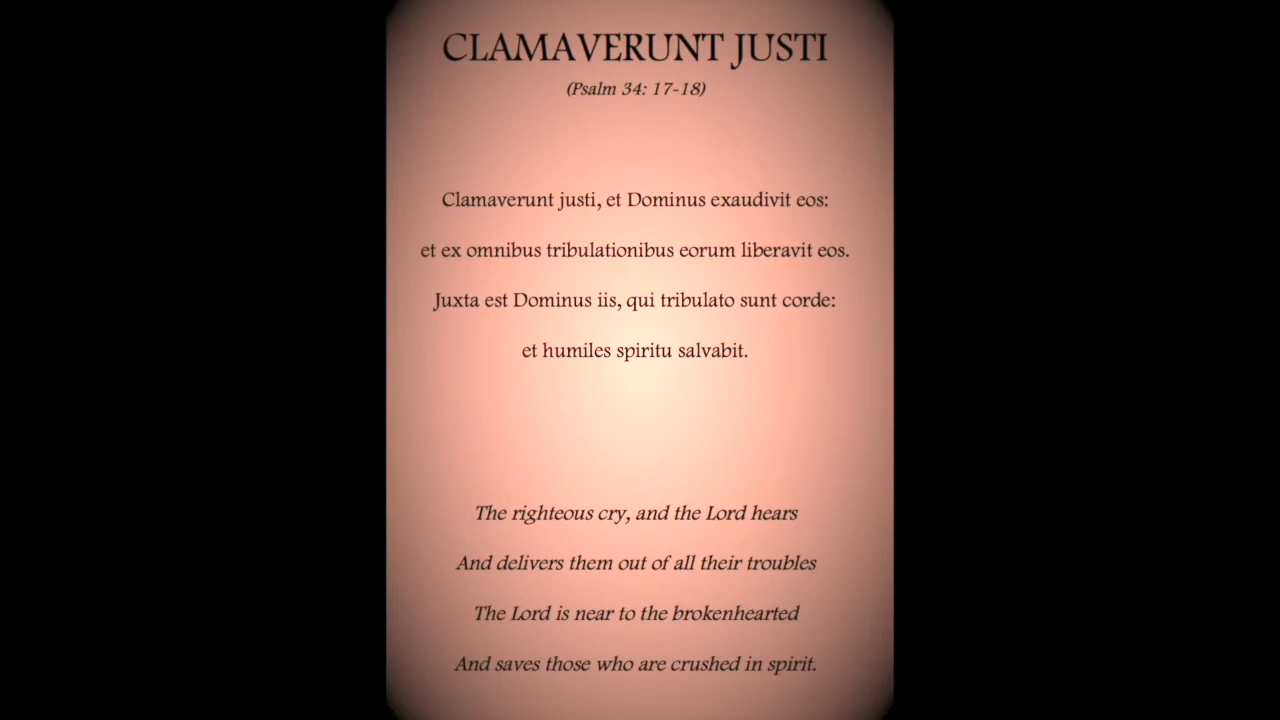 CLAMAVERUNT JUSTI
(Psalm 34: 17-18)
Clamaverunt justi, et Dominus exaudivit eos:
et ex omnibus tribulationibus eorum liberavit eos.
Juxta est Dominus iis, qui tribulato sunt corde:
et humiles spiritu salvabit.
The righteous cry, and the Lord hears
And delivers them out of all their troubles
The Lord is near to the brokenhearted
And saves those who are crushed in spirit.